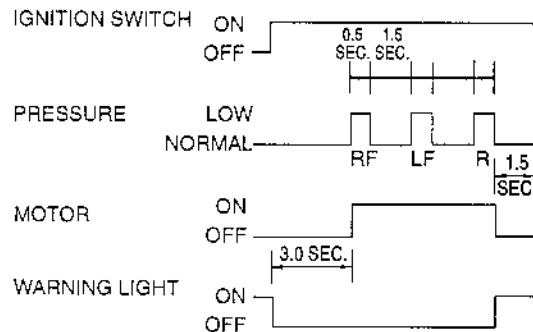 IGNITION SWITCH ON
OFF
0.5 SEC.
1.5 SEC.
PRESSURE LOW
NORMAL
RF LF R
1.5 SEC
MOTOR ON
OFF
3.0 SEC.
WARNING LIGHT ON
OFF